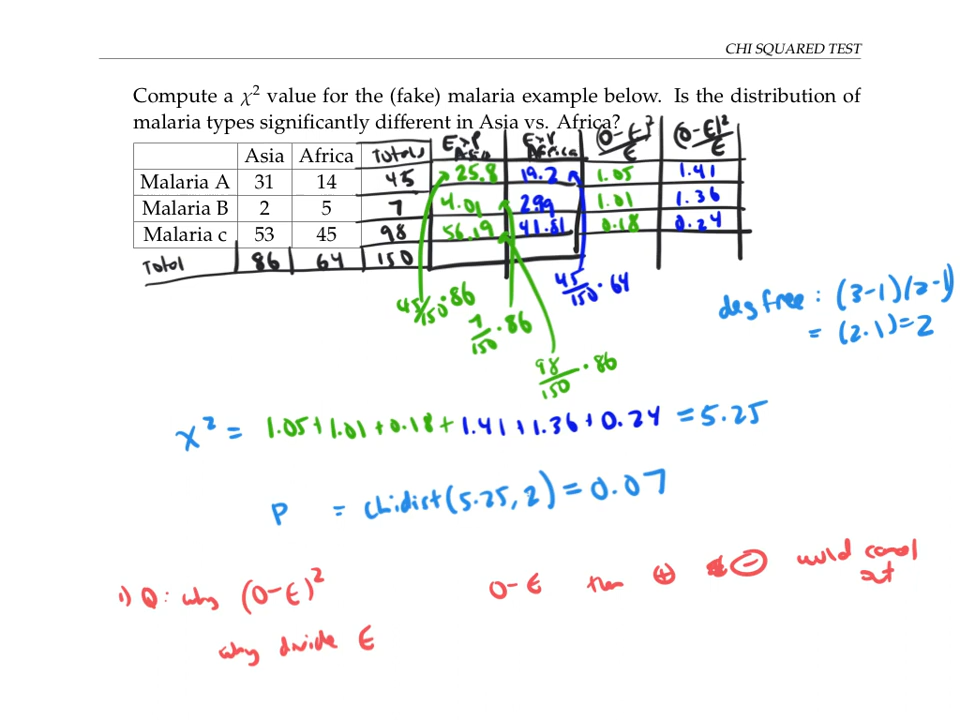 CHI SQUARED TEST
Compute a χ² value for the (fake) malaria example below. Is the distribution of
malaria types significantly different in Asia vs. Africa?
Asia Africa Totals Exp Asia Exp Africa (O-E)²/E (O-E)²/E
Malaria A 31 14 45 25.8 19.2 1.05 1.41
Malaria B 2 5 7 4.01 2.99 1.01 1.36
Malaria c 53 45 98 56.19 41.81 0.18 0.24
Total 86 64 150
45/150 · 86
7/150 · 86
98/150 · 86
45/150 · 64
deg free : (3-1)(2-1)
= (2·1)=2
X² = 1.05+1.01+0.18+1.41+1.36+0.24 =5.25
P = chidist(5.25,2)=0.07
1) Q: why (O-E)²
why divide E
O-E then ⊕ ⊖ would cancel
out